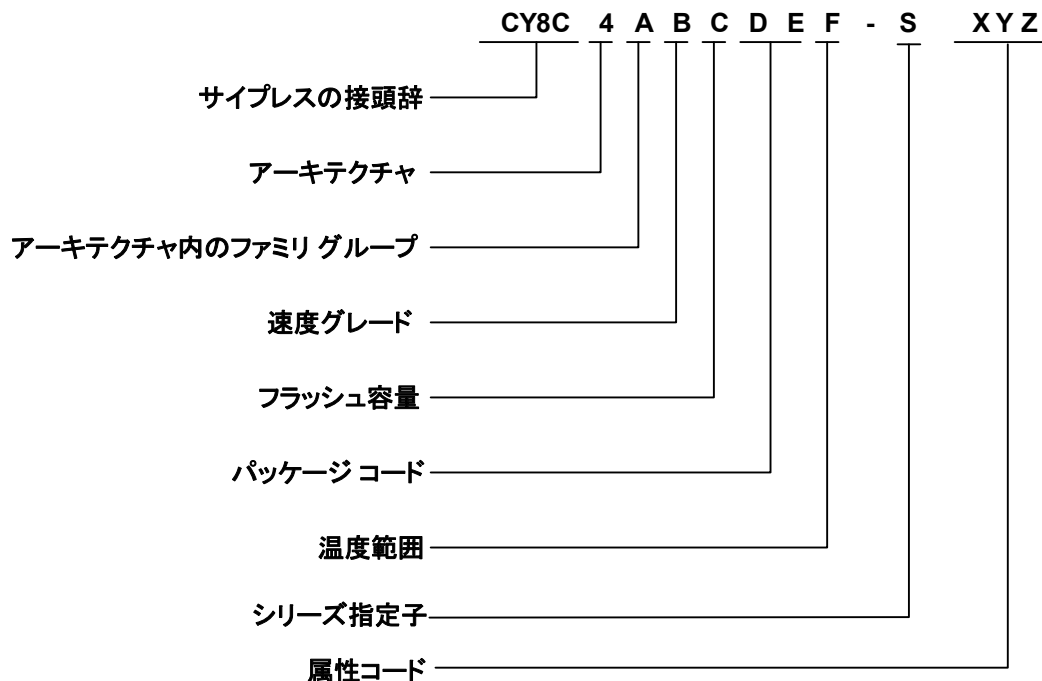 CY8C 4 A B C D E F - S X Y Z
サイプレスの接頭辞
アーキテクチャ
アーキテクチャ内のファミリ グループ
速度グレード
フラッシュ容量
パッケージ コード
温度範囲
シリーズ指定子
属性コード